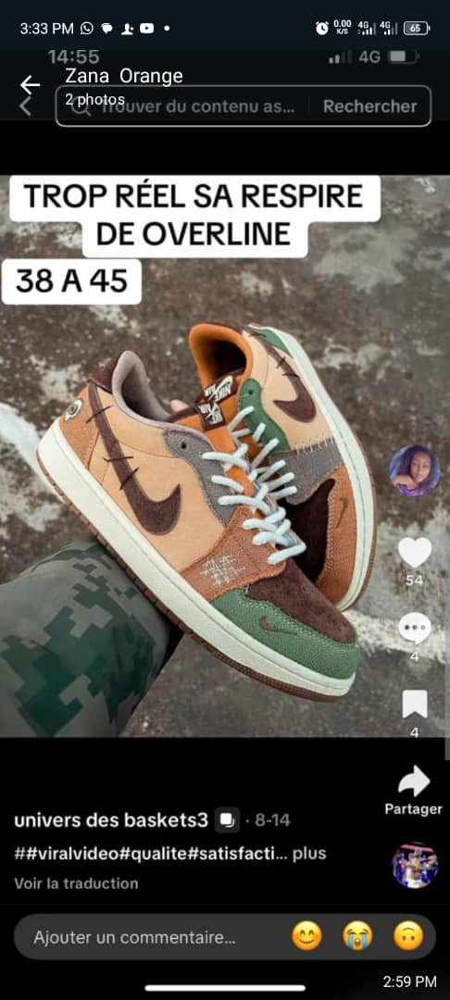 3:33 PM
0.00 K/S 4G 4G 65
14:55
4G
Zana Orange
2 photos
Trouver du contenu as... Rechercher
TROP RÉEL SA RESPIRE
DE OVERLINE
38 A 45
NIKE
AIR
54
4
4
Partager
univers des baskets3 · 8-14
##viralvideo#qualite#satisfacti... plus
Voir la traduction
Ajouter un commentaire...
2:59 PM